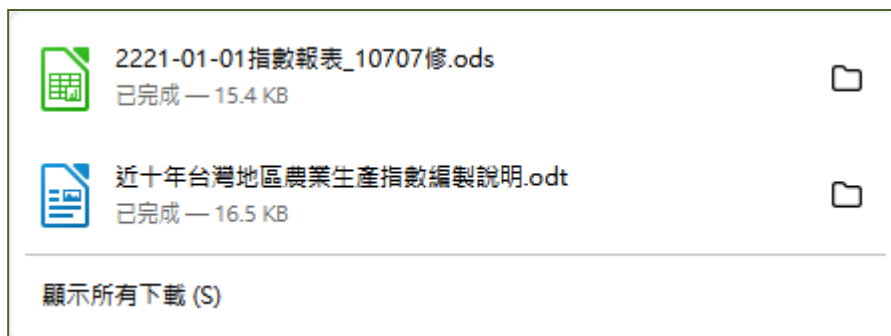 2221-01-01指數報表_10707修.ods
已完成 — 15.4 KB
近十年台灣地區農業生產指數編製說明.odt
已完成 — 16.5 KB
顯示所有下載 (S)